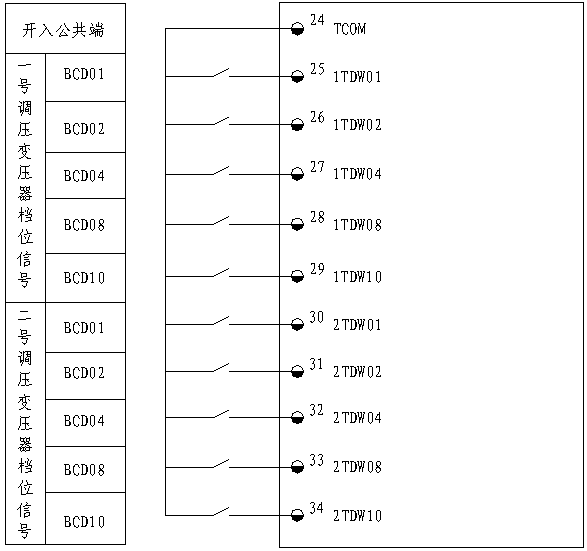 开入公共端
一号调压变压器档位信号
BCD01
BCD02
BCD04
BCD08
BCD10
二号调压变压器档位信号
BCD01
BCD02
BCD04
BCD08
BCD10
24 TCOM
25 1TDW01
26 1TDW02
27 1TDW04
28 1TDW08
29 1TDW10
30 2TDW01
31 2TDW02
32 2TDW04
33 2TDW08
34 2TDW10